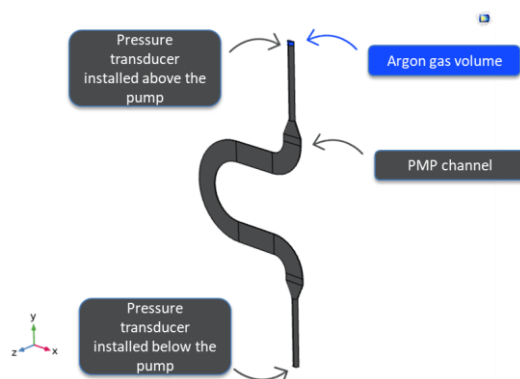 Pressure
transducer
installed above the
pump
Argon gas volume
PMP channel
Pressure
transducer
installed below the
pump
y
z
x